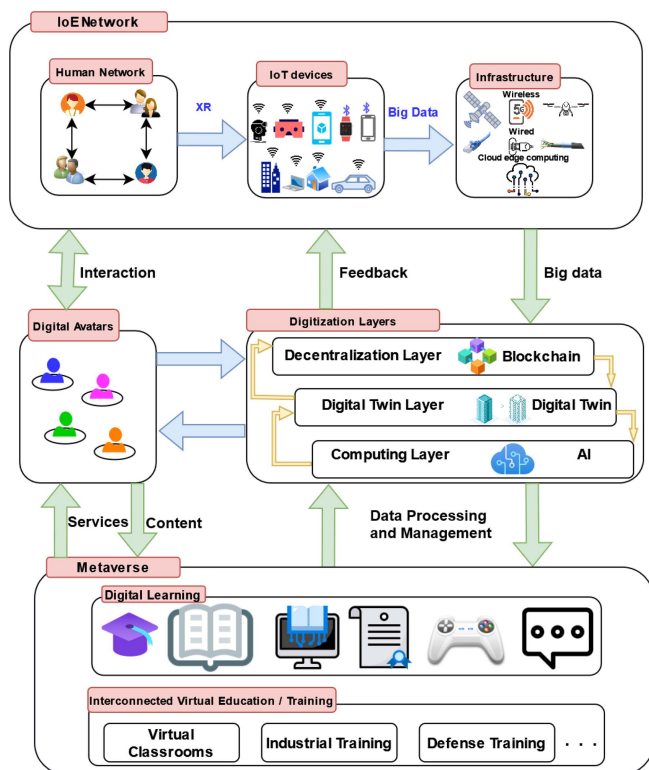 IoE Network
Human Network
IoT devices
Infrastructure
XR
Big Data
Wireless
5
Wired
Cloud edge computing
Interaction
Feedback
Big data
Digital Avatars
Digitization Layers
Decentralization Layer
Blockchain
Digital Twin Layer
Digital Twin
Computing Layer
AI
Services
Content
Data Processing
and Management
Metaverse
Digital Learning
Interconnected Virtual Education / Training
Virtual
Classrooms
Industrial Training
Defense Training
. . .